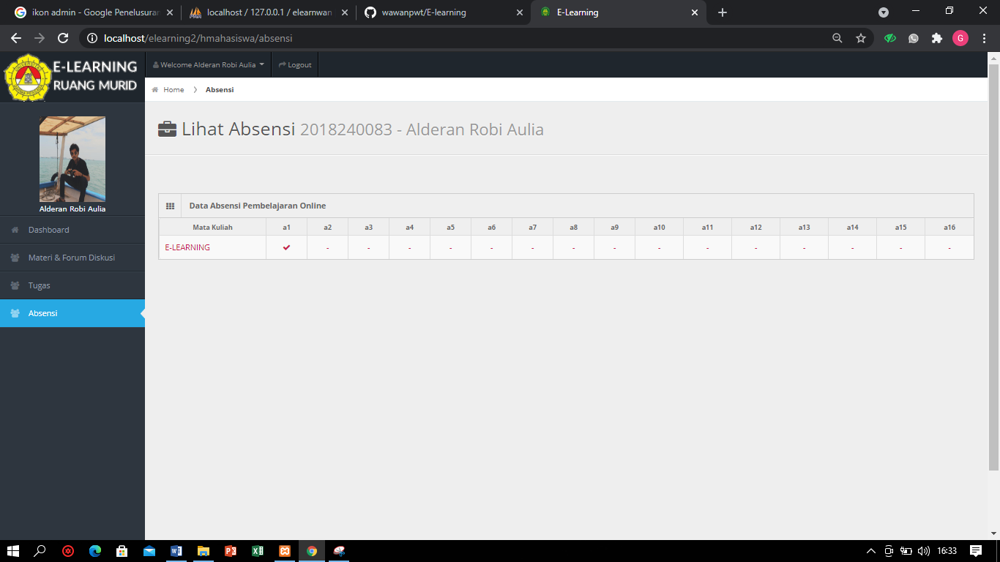 ikon admin - Google Penelusuran
localhost / 127.0.0.1 / elearnwan
wawanpwt/E-learning
E-Learning
localhost/elearning2/hmahasiswa/absensi
G
E-LEARNING
RUANG MURID
Welcome Alderan Robi Aulia
Logout
Home > Absensi
Lihat Absensi 2018240083 - Alderan Robi Aulia
Alderan Robi Aulia
Dashboard
Materi & Forum Diskusi
Tugas
Absensi
Data Absensi Pembelajaran Online
Mata Kuliah a1 a2 a3 a4 a5 a6 a7 a8 a9 a10 a11 a12 a13 a14 a15 a16
E-LEARNING ✔ - - - - - - - - - - - - - - -
16:33